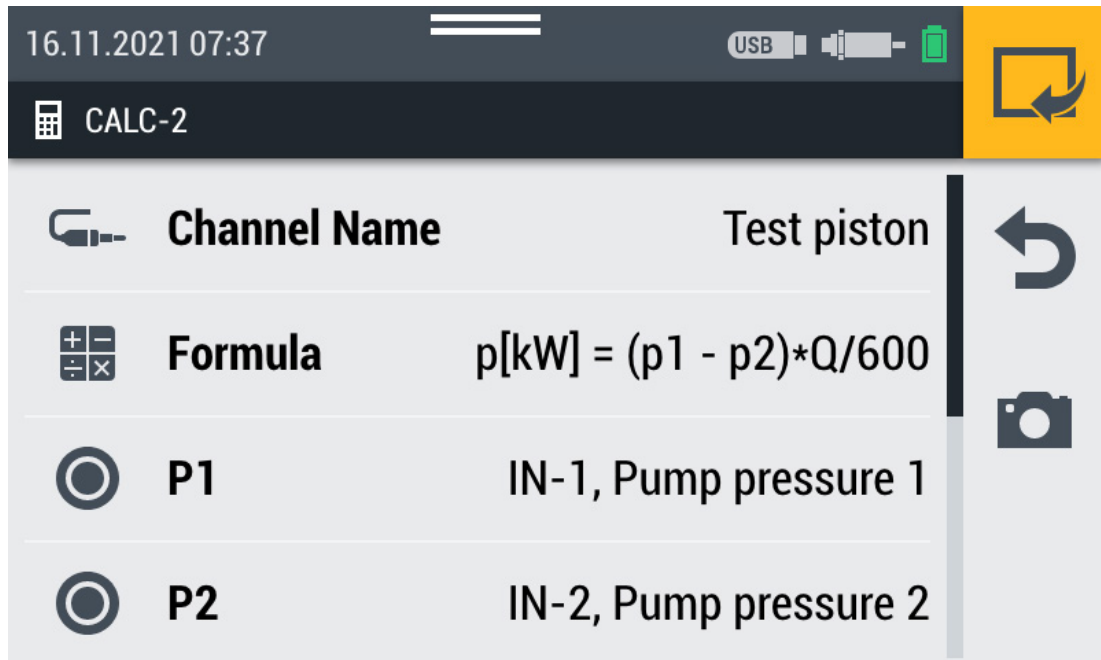 16.11.2021 07:37 USB
CALC-2
Channel Name Test piston
Formula p[kW] = (p1 - p2)*Q/600
P1 IN-1, Pump pressure 1
P2 IN-2, Pump pressure 2